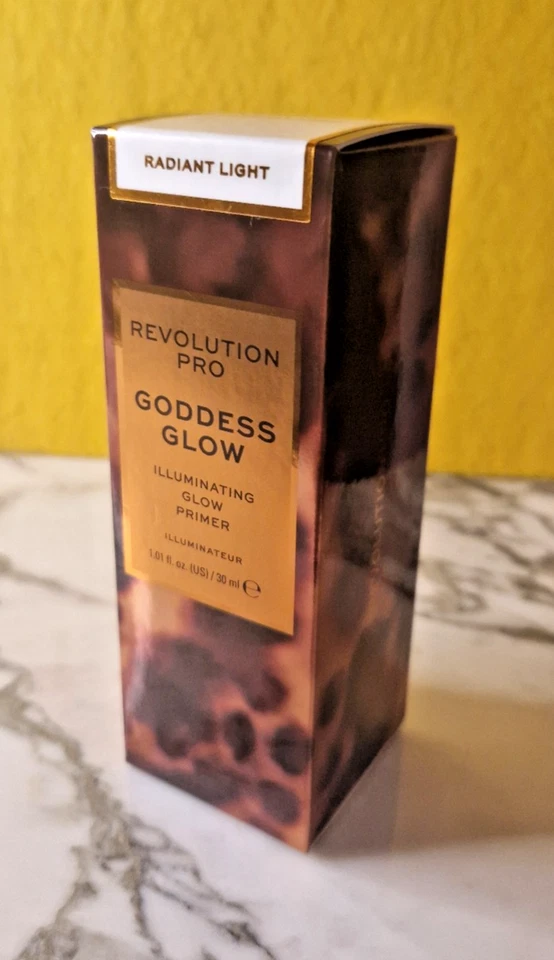 RADIANT LIGHT
REVOLUTION
PRO
GODDESS
GLOW
ILLUMINATING
GLOW
PRIMER
ILLUMINATEUR
1.01 fl. oz. (US) / 30 ml ℮